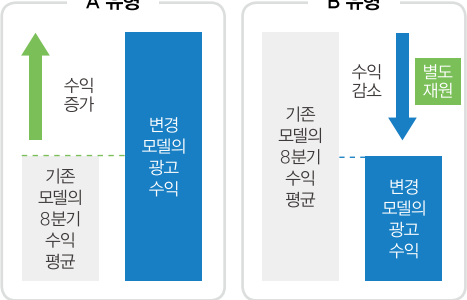 A 유형
수익
증가
변경
모델의
광고
수익
기존
모델의
8분기
수익
평균
B 유형
기존
모델의
8분기
수익
평균
수익
감소
별도
재원
변경
모델의
광고
수익